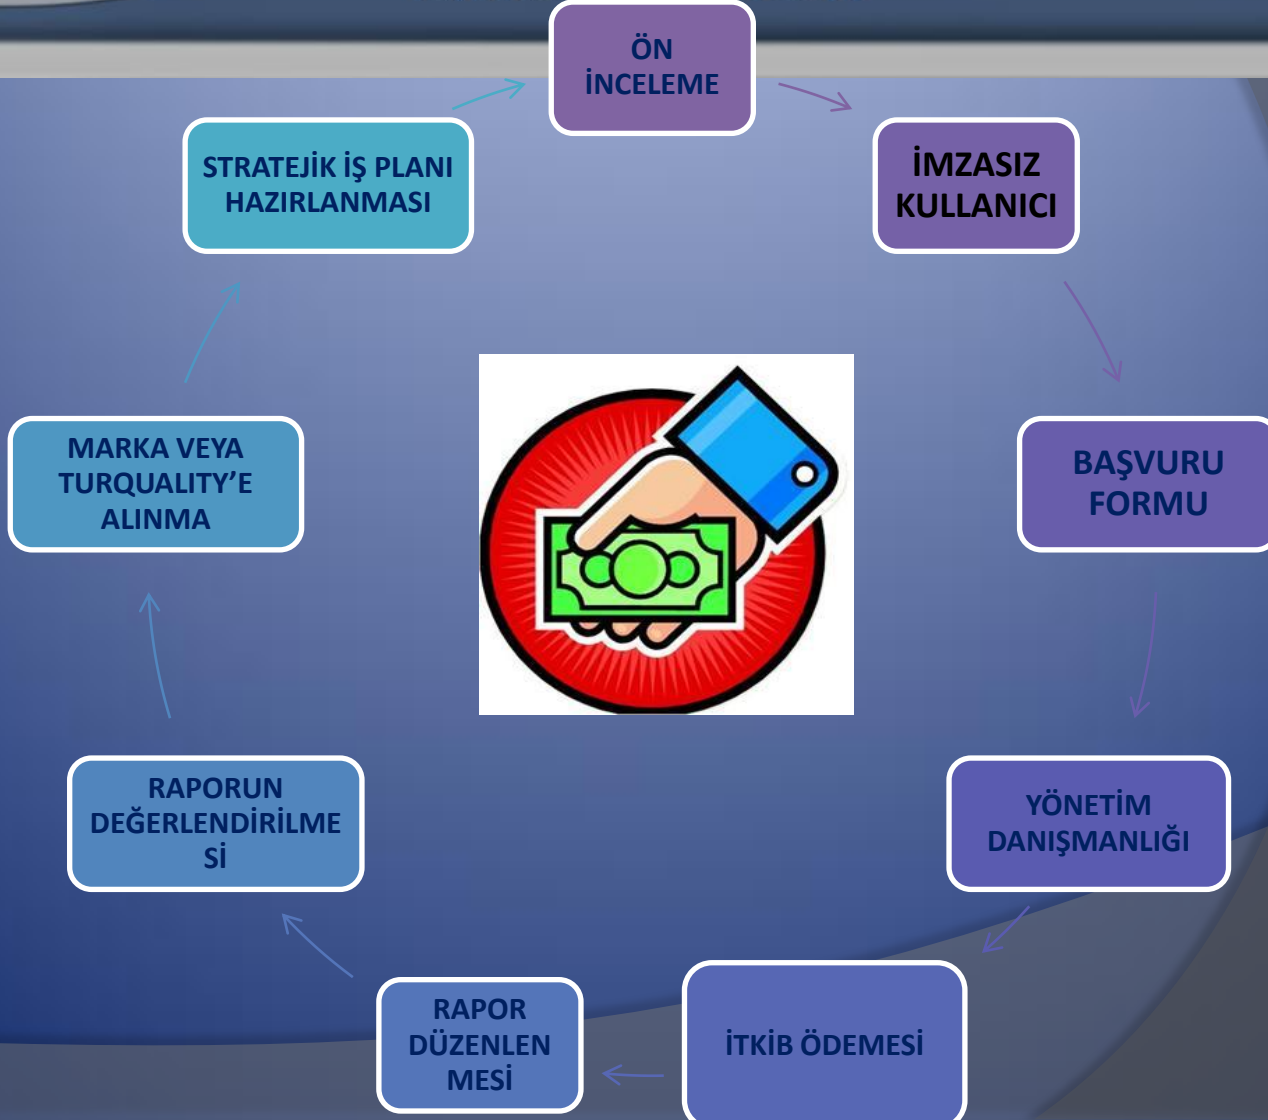 ÖN
İNCELEME
İMZASIZ
KULLANICI
BAŞVURU
FORMU
YÖNETİM
DANIŞMANLIĞI
İTKİB ÖDEMESİ
RAPOR
DÜZENLEN
MESİ
RAPORUN
DEĞERLENDİRİLME
Sİ
MARKA VEYA
TURQUALITY’E
ALINMA
STRATEJİK İŞ PLANI
HAZIRLANMASI